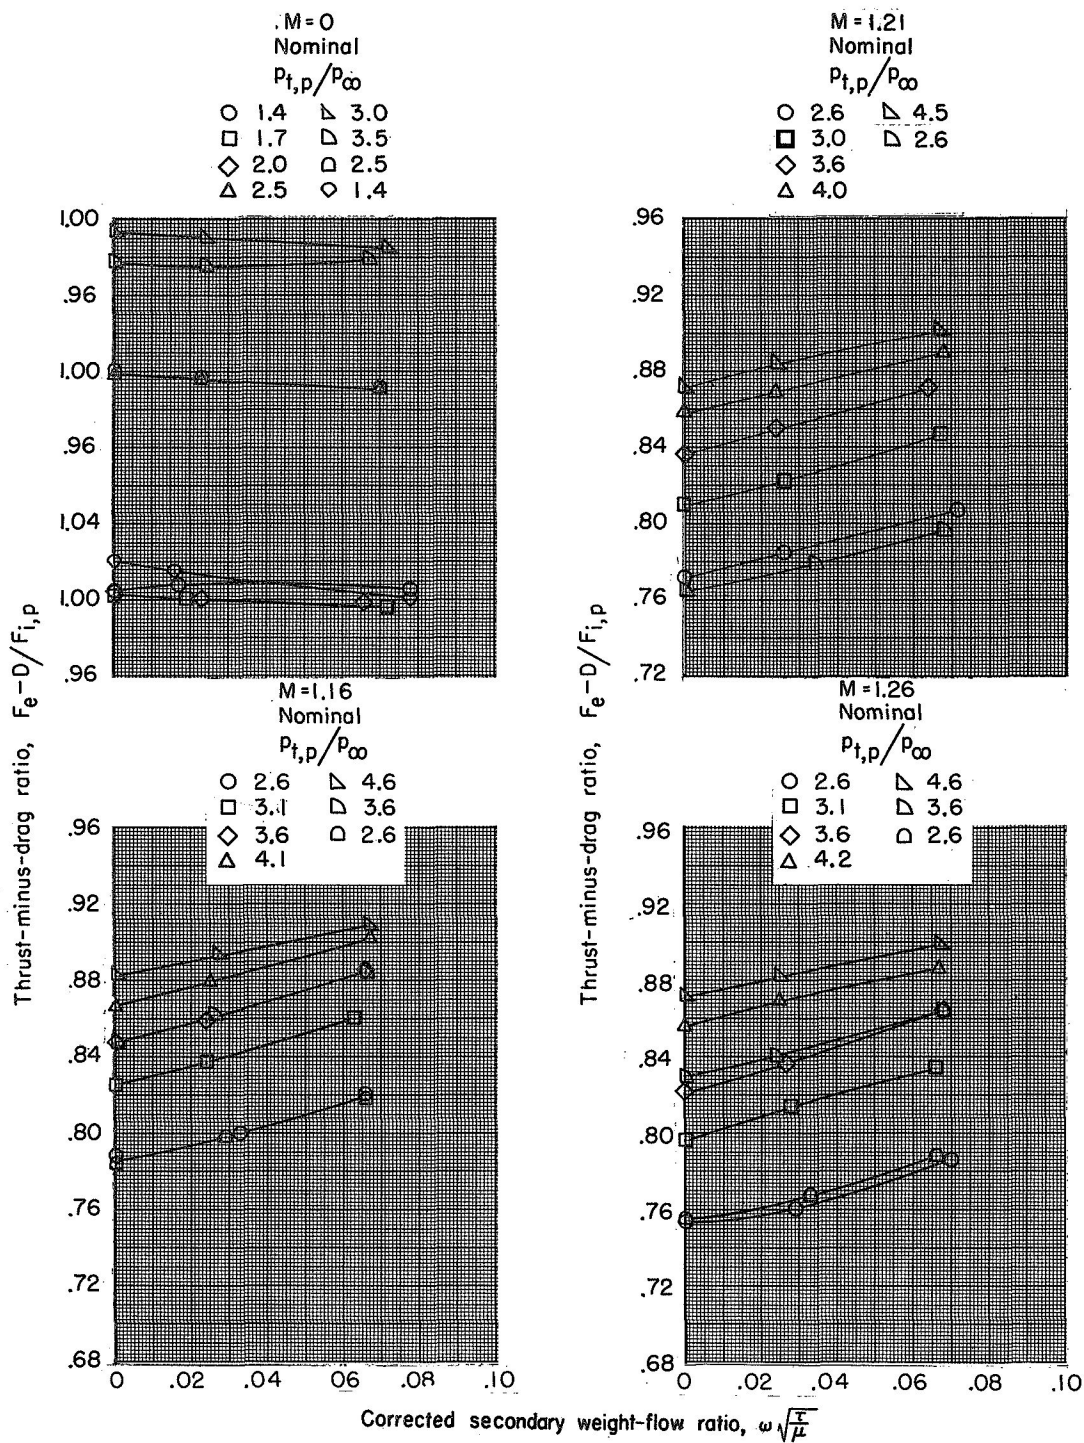 M=0
Nominal
Pt,p/P∞
1.4 3.0
1.7 3.5
2.0 2.5
2.5 1.4
1.00
.96
1.00
.96
1.04
1.00
.96
M=1.21
Nominal
Pt,p/P∞
2.6 4.5
3.0 2.6
3.6
4.0
.96
.92
.88
.84
.80
.76
.72
M=1.16
Nominal
Pt,p/P∞
2.6 4.6
3.1 3.6
3.6 2.6
4.1
.96
.92
.88
.84
.80
.76
.72
.68
0 .02 .04 .06 .08 .10
M=1.26
Nominal
Pt,p/P∞
2.6 4.6
3.1 3.6
3.6 2.6
4.2
.96
.92
.88
.84
.80
.76
.72
.68
0 .02 .04 .06 .08 .10
Thrust-minus-drag ratio, Fe-D/Fi,p
Thrust-minus-drag ratio, Fe-D/Fi,p
Corrected secondary weight-flow ratio, ω√τ/μ